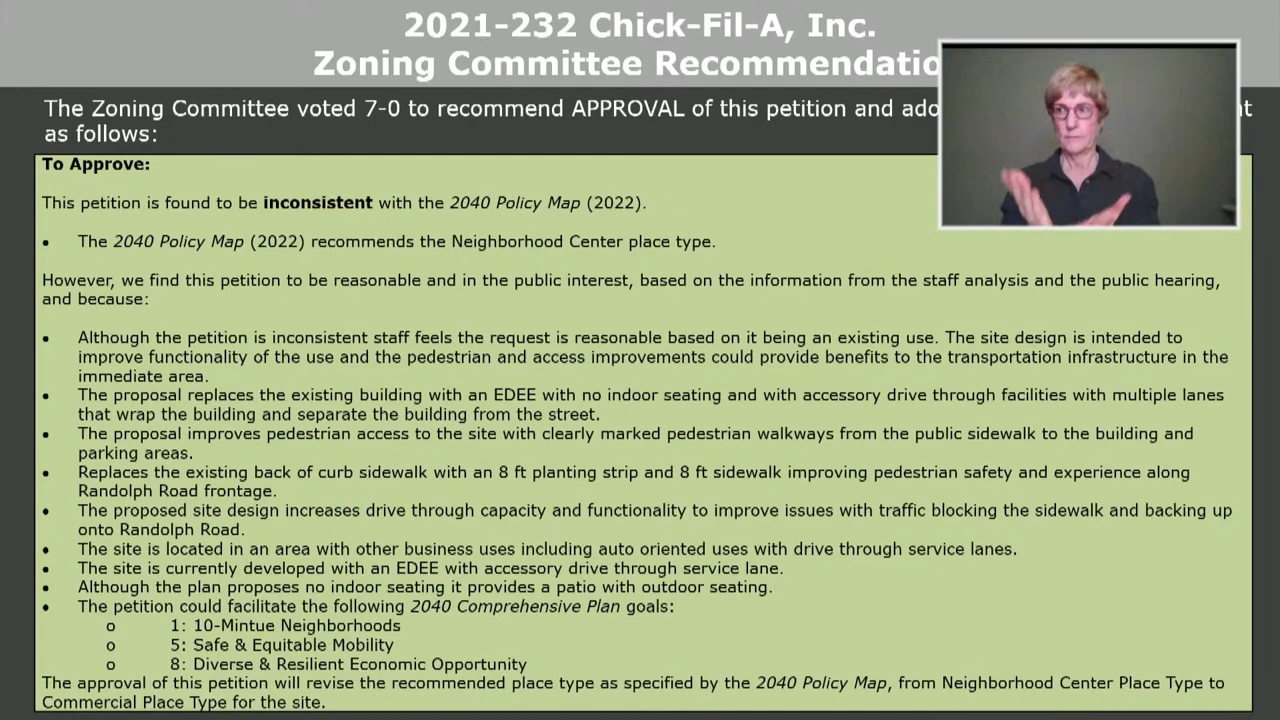 2021-232 Chick-Fil-A, Inc.
Zoning Committee
The Zoning Committee voted 7-0 to recommend APPROVAL of this petition and
as follows:
To Approve:
This petition is found to be inconsistent with the 2040 Policy Map (2022).
• The 2040 Policy Map (2022) recommends the Neighborhood Center place type.
However, we find this petition to be reasonable and in the public interest, based on the information from the staff analysis and the public hearing,
and because:
• Although the petition is inconsistent staff feels the request is reasonable based on it being an existing use. The site design is intended to
improve functionality of the use and the pedestrian and access improvements could provide benefits to the transportation infrastructure in the
immediate area.
• The proposal replaces the existing building with an EDEE with no indoor seating and with accessory drive through facilities with multiple lanes
that wrap the building and separate the building from the street.
• The proposal improves pedestrian access to the site with clearly marked pedestrian walkways from the public sidewalk to the building and
parking areas.
• Replaces the existing back of curb sidewalk with an 8 ft planting strip and 8 ft sidewalk improving pedestrian safety and experience along
Randolph Road frontage.
• The proposed site design increases drive through capacity and functionality to improve issues with traffic blocking the sidewalk and backing up
onto Randolph Road.
• The site is located in an area with other business uses including auto oriented uses with drive through service lanes.
• The site is currently developed with an EDEE with accessory drive through service lane.
• Although the plan proposes no indoor seating it provides a patio with outdoor seating.
• The petition could facilitate the following 2040 Comprehensive Plan goals:
o 1: 10-Mintue Neighborhoods
o 5: Safe & Equitable Mobility
o 8: Diverse & Resilient Economic Opportunity
The approval of this petition will revise the recommended place type as specified by the 2040 Policy Map, from Neighborhood Center Place Type to
Commercial Place Type for the site.